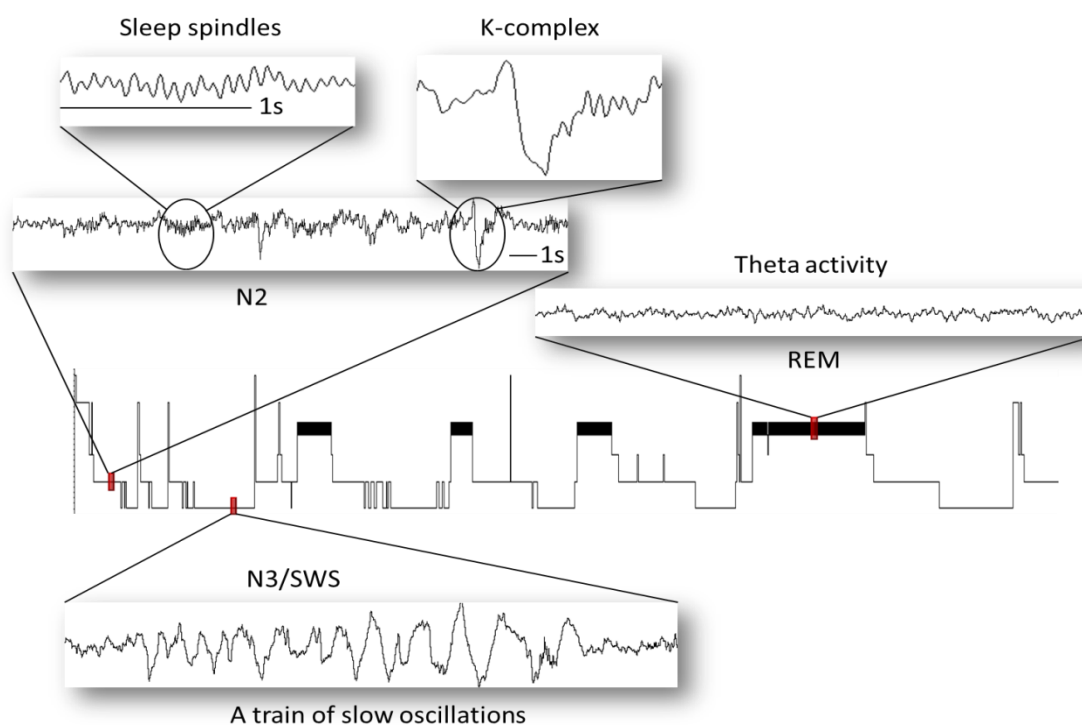 Sleep spindles
K-complex
1s
1s
N2
Theta activity
REM
N3/SWS
A train of slow oscillations